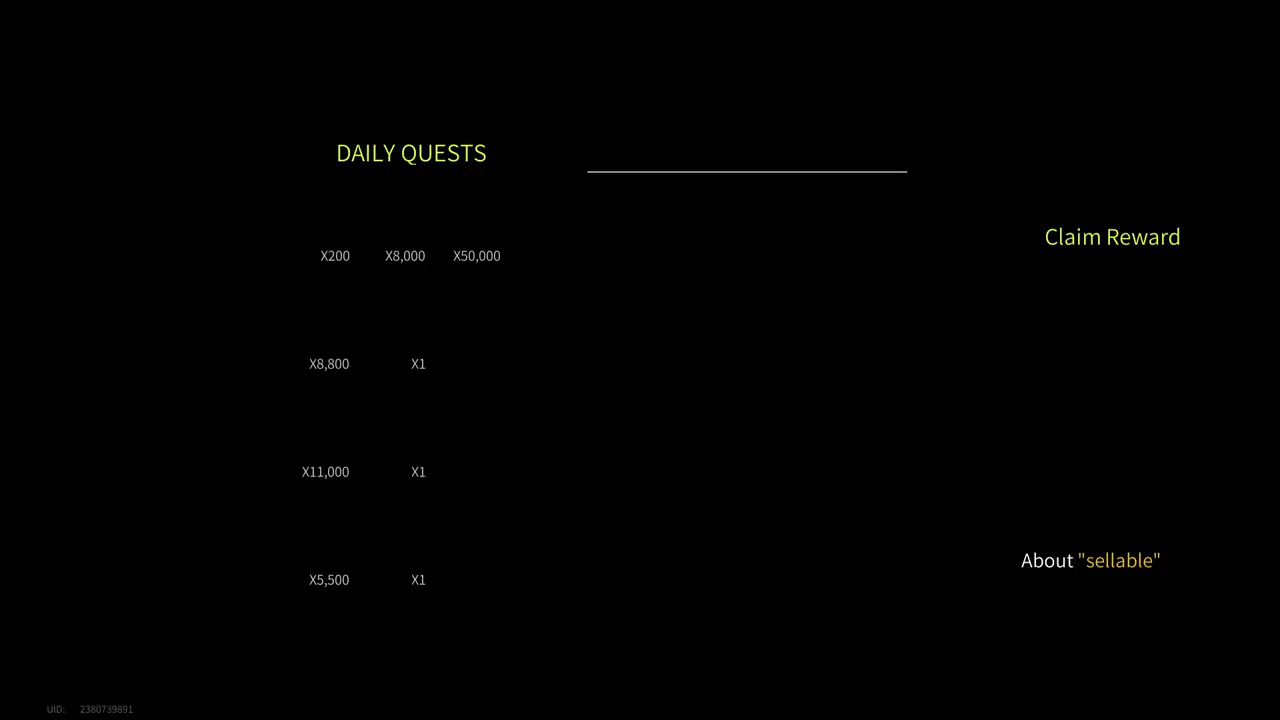 DAILY QUESTS
Claim Reward
X200 X8,000 X50,000
X8,800 X1
X11,000 X1
About "sellable"
X5,500 X1
UID: 2380739891